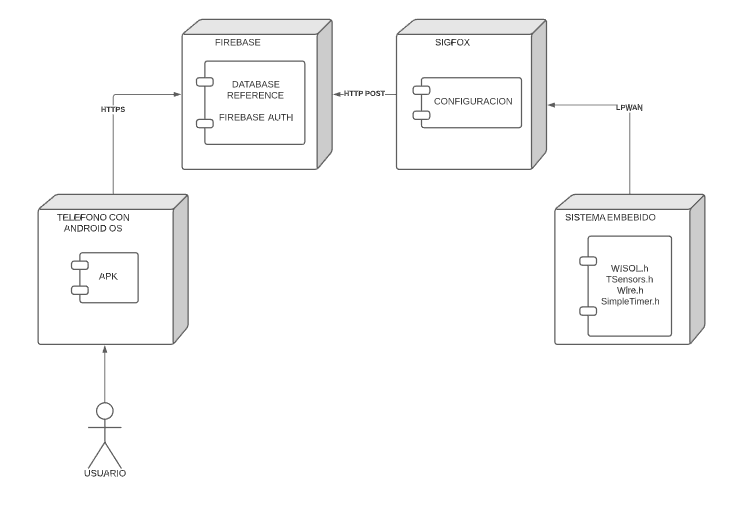 FIREBASE
DATABASE
REFERENCE
FIREBASE AUTH
SIGFOX
CONFIGURACION
HTTPS
HTTP POST
LPWAN
TELEFONO CON
ANDROID OS
APK
SISTEMA EMBEBIDO
WISOL.h
TSensors.h
Wire.h
SimpleTimer.h
USUARIO